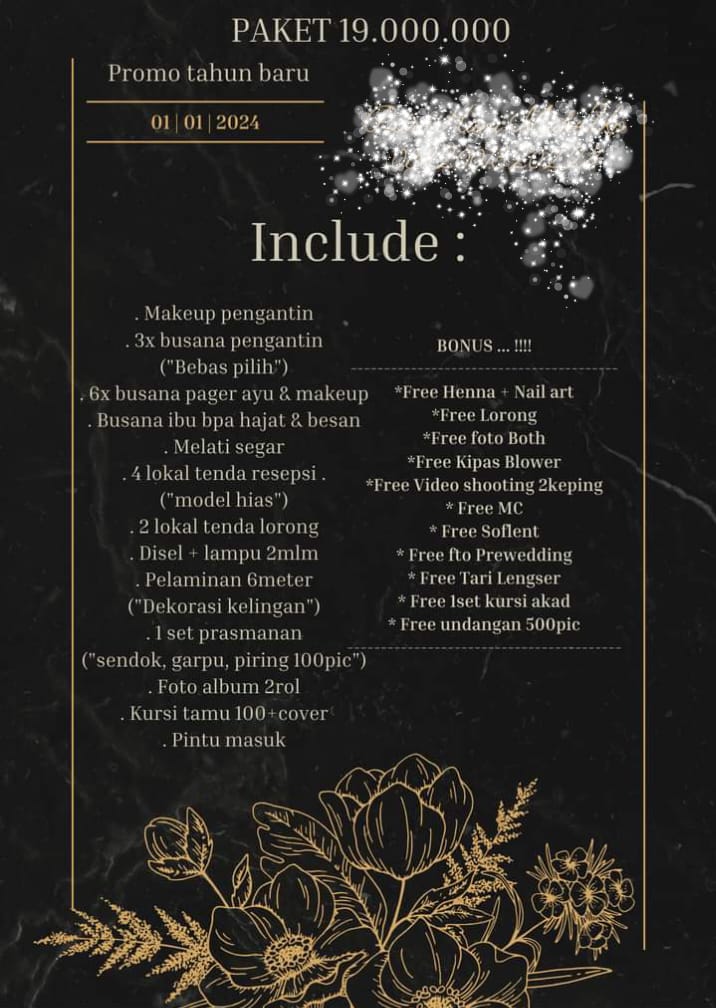 PAKET 19.000.000
Promo tahun baru
01 | 01 | 2024
Include :
. Makeup pengantin
. 3x busana pengantin
("Bebas pilih")
. 6x busana pager ayu & makeup
. Busana ibu bpa hajat & besan
. Melati segar
. 4 lokal tenda resepsi .
("model hias")
. 2 lokal tenda lorong
. Disel + lampu 2mlm
. Pelaminan 6meter
("Dekorasi kelingan")
. 1 set prasmanan
("sendok, garpu, piring 100pic")
. Foto album 2rol
. Kursi tamu 100+cover
. Pintu masuk
BONUS ... !!!!
*Free Henna + Nail art
*Free Lorong
*Free foto Both
*Free Kipas Blower
*Free Video shooting 2keping
* Free MC
* Free Soflent
* Free fto Prewedding
* Free Tari Lengser
* Free 1set kursi akad
* Free undangan 500pic